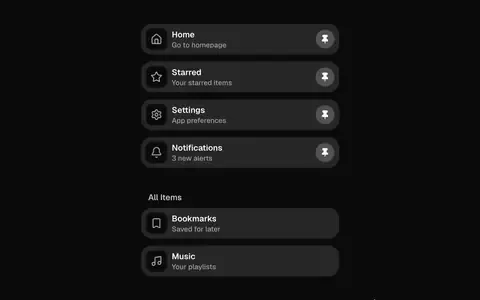 Home
Go to homepage
Starred
Your starred items
Settings
App preferences
Notifications
3 new alerts
All Items
Bookmarks
Saved for later
Music
Your playlists